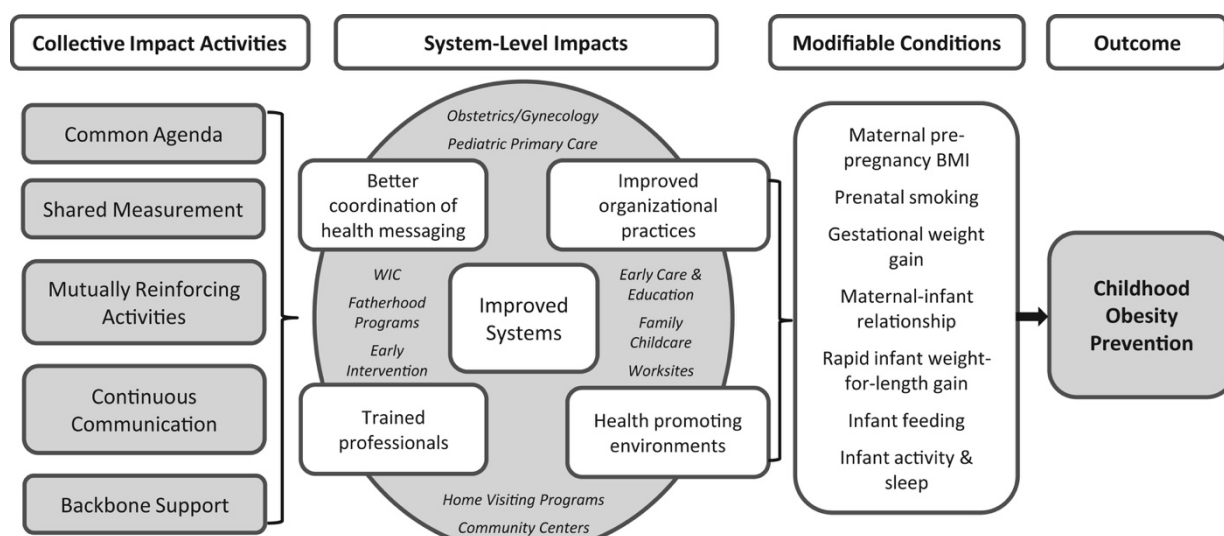 Collective Impact Activities
System-Level Impacts
Modifiable Conditions
Outcome
Common Agenda
Shared Measurement
Mutually Reinforcing
Activities
Continuous
Communication
Backbone Support
Obstetrics/Gynecology
Pediatric Primary Care
Better
coordination of
health messaging
Improved
organizational
practices
WIC
Fatherhood
Programs
Early
Intervention
Improved
Systems
Early Care &
Education
Family
Childcare
Worksites
Trained
professionals
Health promoting
environments
Home Visiting Programs
Community Centers
Maternal pre-
pregnancy BMI
Prenatal smoking
Gestational weight
gain
Maternal-infant
relationship
Rapid infant weight-
for-length gain
Infant feeding
Infant activity &
sleep
Childhood
Obesity
Prevention